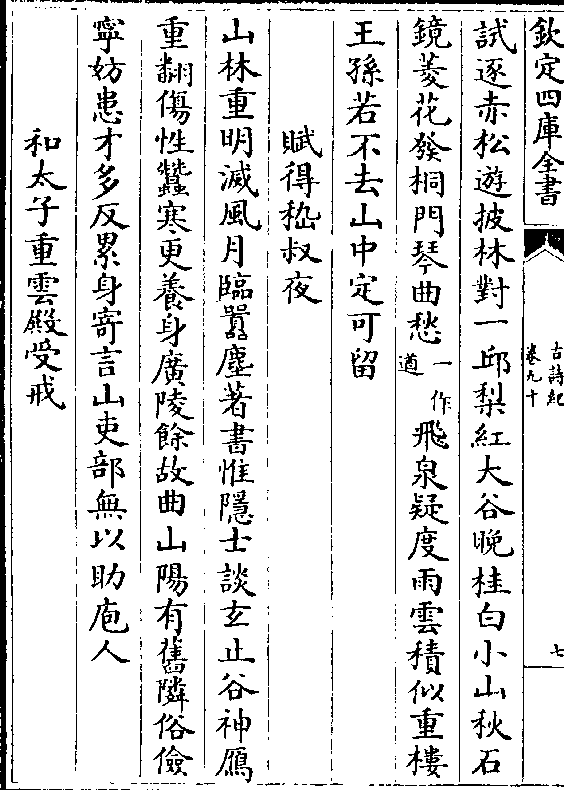 欽定四庫全書
古詩紀
卷九十
七
試逐赤松遊披林對一邱梨紅大谷晚桂白小山秋石
鏡菱花發桐門琴曲愁一作遒飛泉疑度雨雲積似重樓
王孫若不去山中定可留
賦得嵇叔夜
山林重明滅風月臨囂塵著書惟隱士談玄止谷神鴈
重翻傷性蠶寒更養身廣陵餘故曲山陽有舊隣俗儉
寧妨患才多反累身寄言山吏部無以助庖人
和太子重雲殿受戒